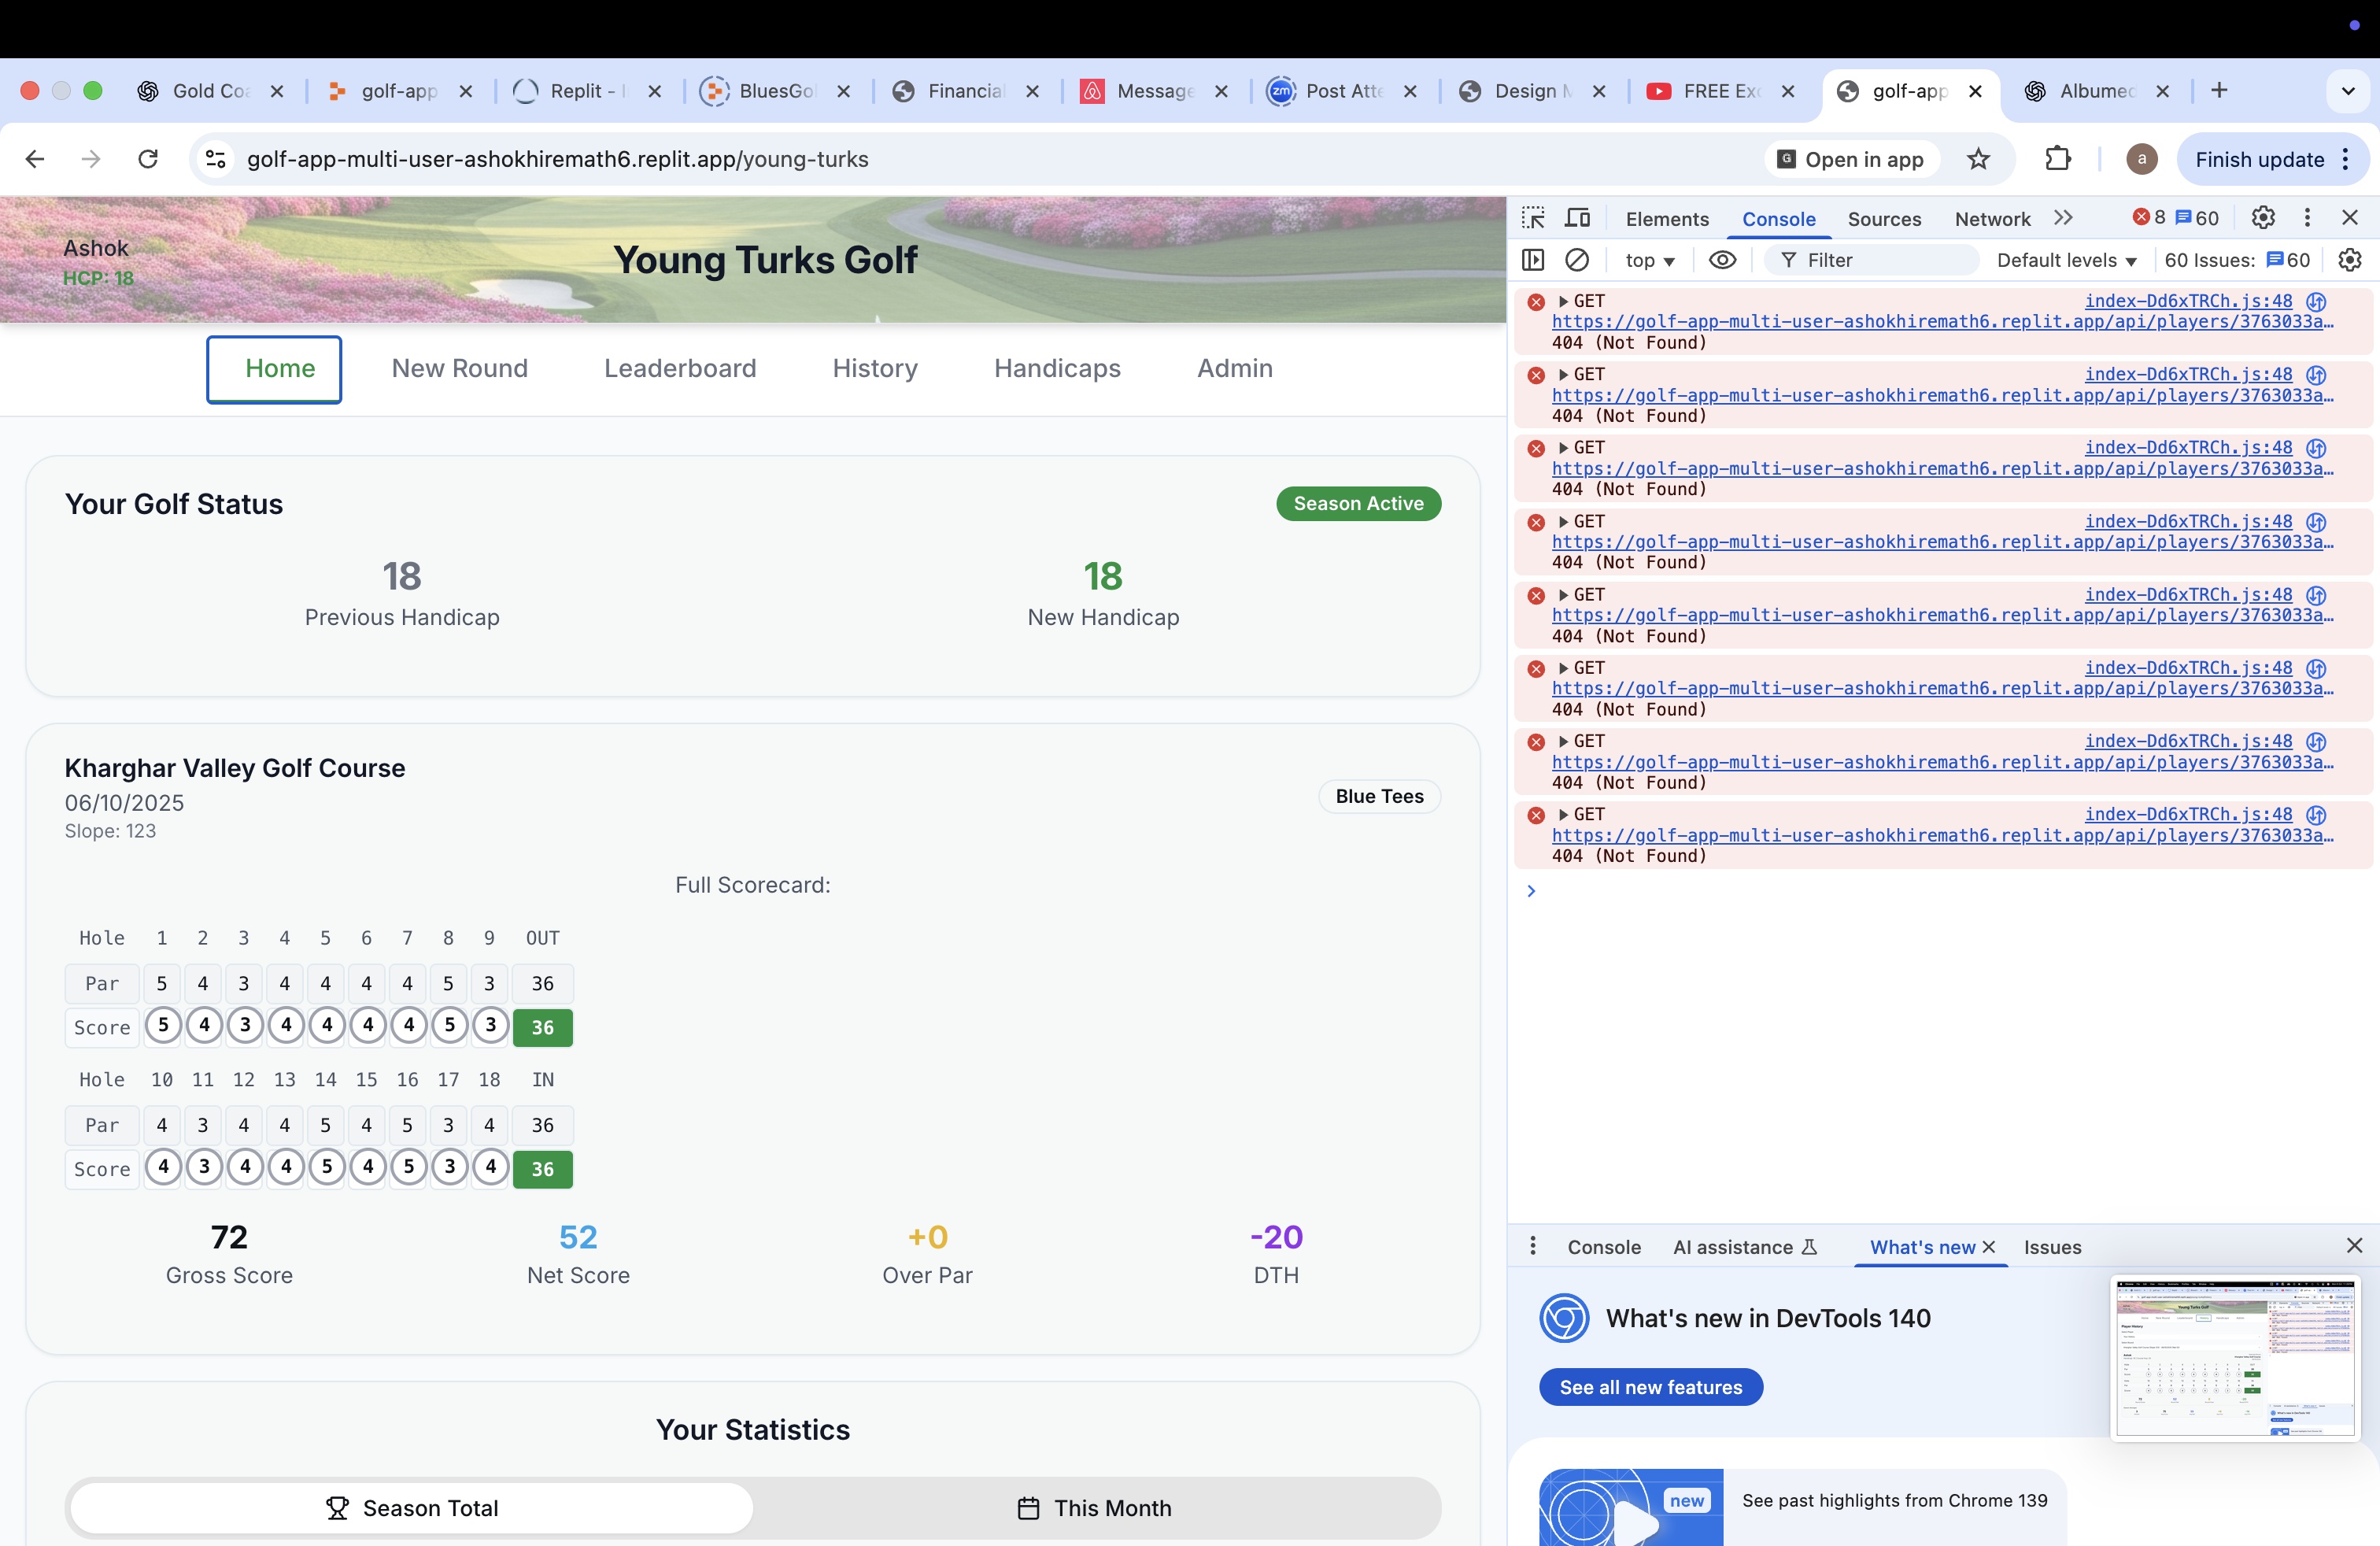 Gold Coa
golf-app
Replit - I
BluesGol
Financial
Message
zm
Post Atte
Design M
FREE Exc
golf-app
Albumed
golf-app-multi-user-ashokhiremath6.replit.app/young-turks
G
Open in app
a
Finish update
Ashok
HCP: 18
Young Turks Golf
Home New Round Leaderboard History Handicaps Admin
Your Golf Status
Season Active
18
Previous Handicap
18
New Handicap
Kharghar Valley Golf Course
06/10/2025
Slope: 123
Blue Tees
Full Scorecard:
Hole 1 2 3 4 5 6 7 8 9 OUT
Par 5 4 3 4 4 4 4 5 3 36
Score 5 4 3 4 4 4 4 5 3 36
Hole 10 11 12 13 14 15 16 17 18 IN
Par 4 3 4 4 5 4 5 3 4 36
Score 4 3 4 4 5 4 5 3 4 36
72 52 +0 -20
Gross Score Net Score Over Par DTH
Your Statistics
Season Total
This Month
Elements Console Sources Network
8 60
top Filter Default levels 60 Issues: 60
GET index-Dd6xTRCh.js:48
https://golf-app-multi-user-ashokhiremath6.replit.app/api/players/3763033a…
404 (Not Found)
GET index-Dd6xTRCh.js:48
https://golf-app-multi-user-ashokhiremath6.replit.app/api/players/3763033a…
404 (Not Found)
GET index-Dd6xTRCh.js:48
https://golf-app-multi-user-ashokhiremath6.replit.app/api/players/3763033a…
404 (Not Found)
GET index-Dd6xTRCh.js:48
https://golf-app-multi-user-ashokhiremath6.replit.app/api/players/3763033a…
404 (Not Found)
GET index-Dd6xTRCh.js:48
https://golf-app-multi-user-ashokhiremath6.replit.app/api/players/3763033a…
404 (Not Found)
GET index-Dd6xTRCh.js:48
https://golf-app-multi-user-ashokhiremath6.replit.app/api/players/3763033a…
404 (Not Found)
GET index-Dd6xTRCh.js:48
https://golf-app-multi-user-ashokhiremath6.replit.app/api/players/3763033a…
404 (Not Found)
GET index-Dd6xTRCh.js:48
https://golf-app-multi-user-ashokhiremath6.replit.app/api/players/3763033a…
404 (Not Found)
Console AI assistance What's new Issues
What's new in DevTools 140
See all new features
new
See past highlights from Chrome 139
Young Turks Golf